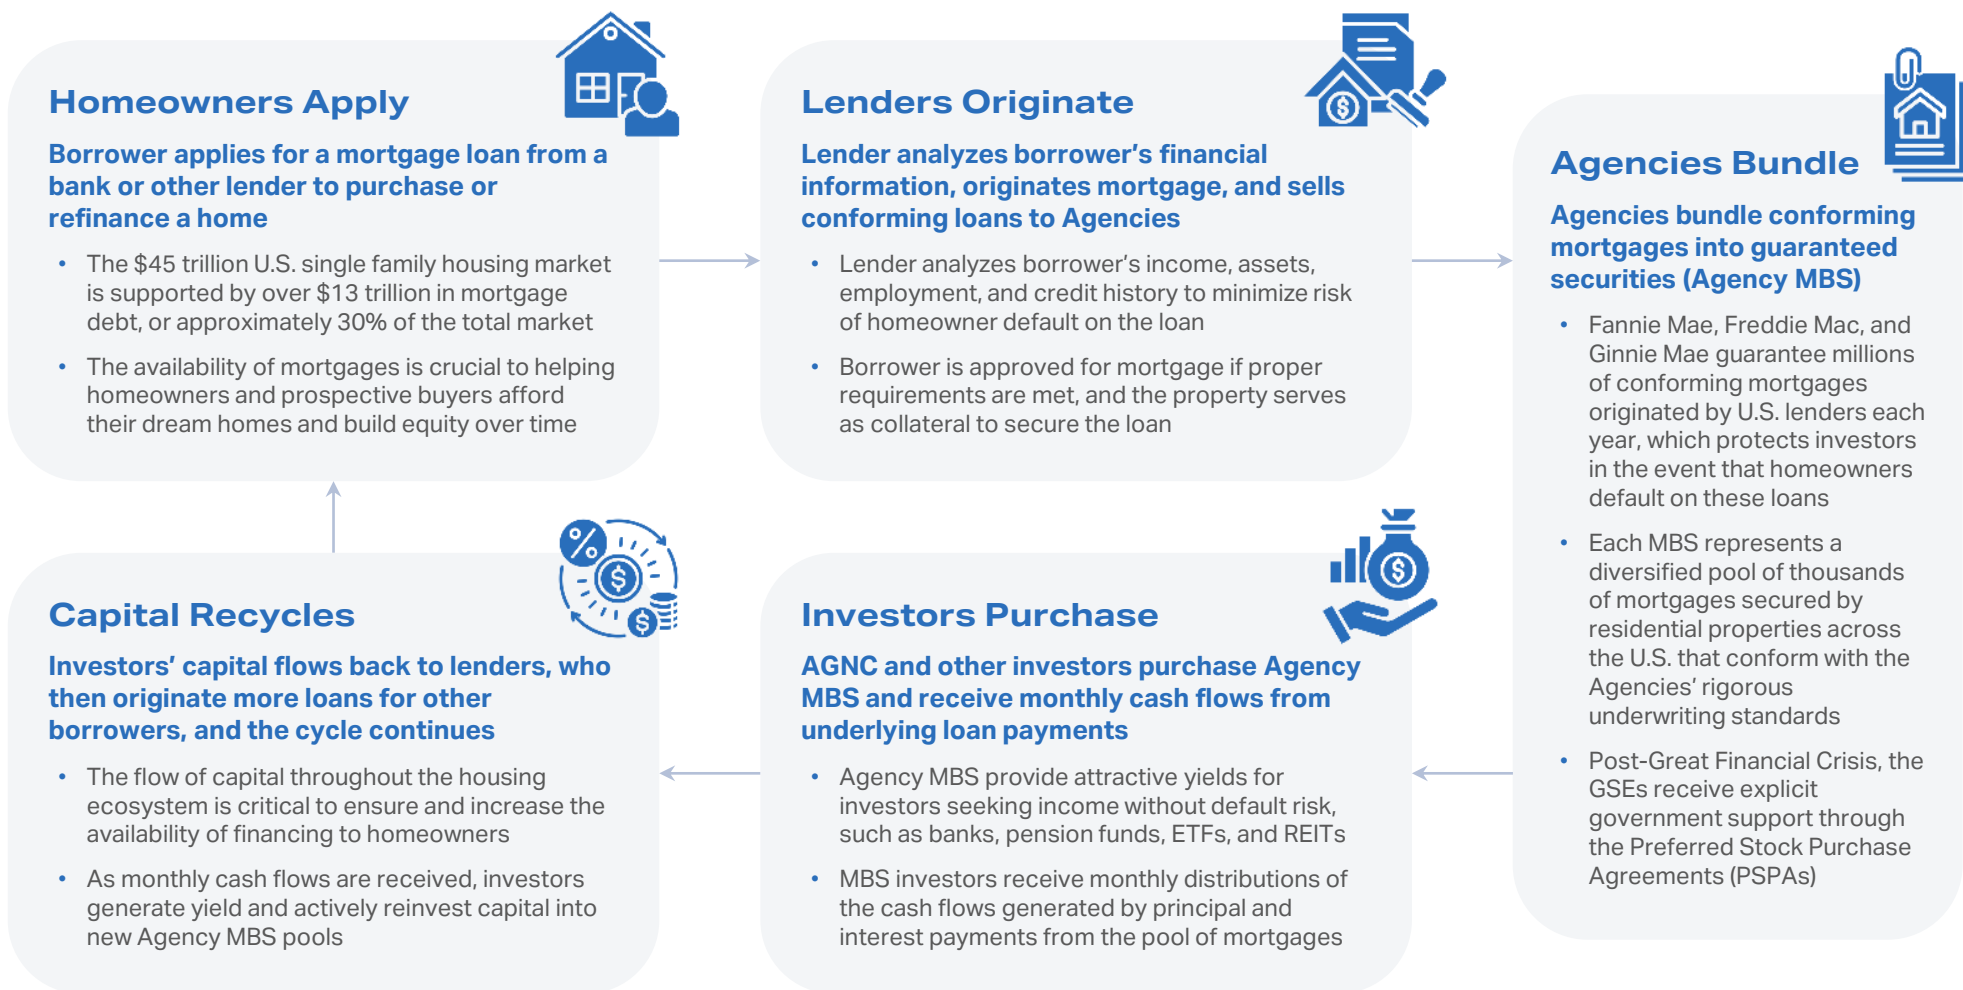 Homeowners Apply
Borrower applies for a mortgage loan from a
bank or other lender to purchase or
refinance a home
• The $45 trillion U.S. single family housing market
is supported by over $13 trillion in mortgage
debt, or approximately 30% of the total market
• The availability of mortgages is crucial to helping
homeowners and prospective buyers afford
their dream homes and build equity over time
Lenders Originate
Lender analyzes borrower’s financial
information, originates mortgage, and sells
conforming loans to Agencies
• Lender analyzes borrower’s income, assets,
employment, and credit history to minimize risk
of homeowner default on the loan
• Borrower is approved for mortgage if proper
requirements are met, and the property serves
as collateral to secure the loan
Agencies Bundle
Agencies bundle conforming
mortgages into guaranteed
securities (Agency MBS)
• Fannie Mae, Freddie Mac, and
Ginnie Mae guarantee millions
of conforming mortgages
originated by U.S. lenders each
year, which protects investors
in the event that homeowners
default on these loans
• Each MBS represents a
diversified pool of thousands
of mortgages secured by
residential properties across
the U.S. that conform with the
Agencies’ rigorous
underwriting standards
• Post-Great Financial Crisis, the
GSEs receive explicit
government support through
the Preferred Stock Purchase
Agreements (PSPAs)
Investors Purchase
AGNC and other investors purchase Agency
MBS and receive monthly cash flows from
underlying loan payments
• Agency MBS provide attractive yields for
investors seeking income without default risk,
such as banks, pension funds, ETFs, and REITs
• MBS investors receive monthly distributions of
the cash flows generated by principal and
interest payments from the pool of mortgages
Capital Recycles
Investors’ capital flows back to lenders, who
then originate more loans for other
borrowers, and the cycle continues
• The flow of capital throughout the housing
ecosystem is critical to ensure and increase the
availability of financing to homeowners
• As monthly cash flows are received, investors
generate yield and actively reinvest capital into
new Agency MBS pools